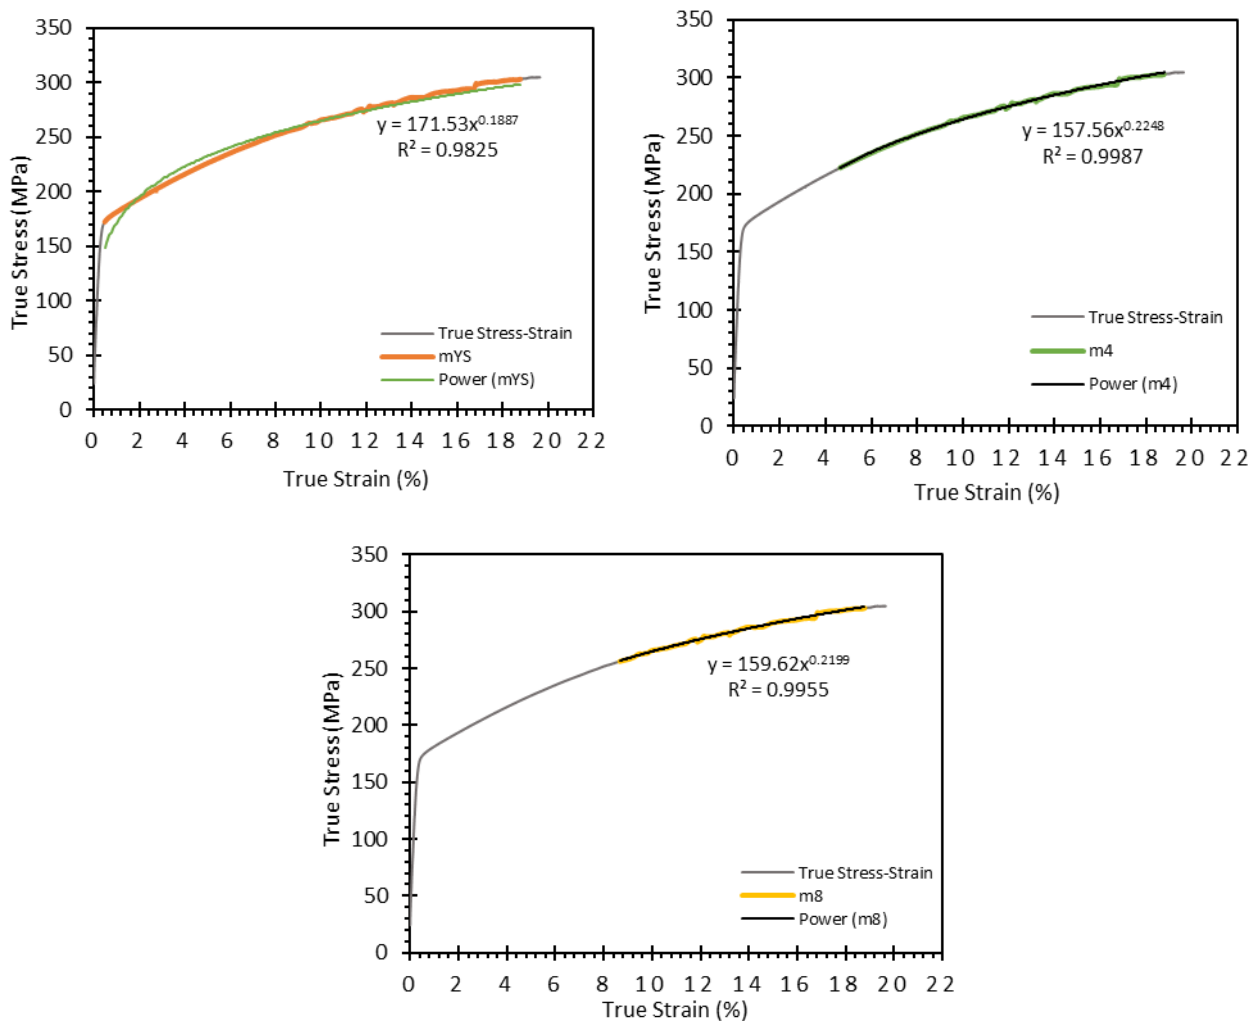 350
300
250
200
150
100
50
0
True Stress (MPa)
y = 171.53x^0.1887
R² = 0.9825
True Stress-Strain
mYS
Power (mYS)
0 2 4 6 8 10 12 14 16 18 20 22
True Strain (%)
350
300
250
200
150
100
50
0
True Stress (MPa)
y = 157.56x^0.2248
R² = 0.9987
True Stress-Strain
m4
Power (m4)
0 2 4 6 8 10 12 14 16 18 20 22
True Strain (%)
350
300
250
200
150
100
50
0
True Stress (MPa)
y = 159.62x^0.2199
R² = 0.9955
True Stress-Strain
m8
Power (m8)
0 2 4 6 8 10 12 14 16 18 20 22
True Strain (%)